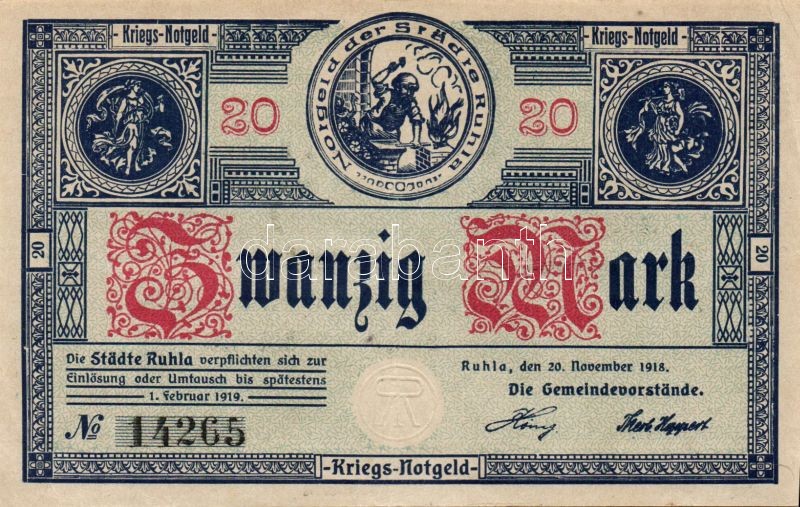 - Kriegs-Notgeld -
- Kriegs-Notgeld -
Notgeld der Städte Ruhla
20
20
Zwanzig Mark
20
20
darabanth
Die Städte Ruhla verpflichten sich zur
Einlösung oder Umtausch bis spätestens
1. Februar 1919.
Ruhla, den 20. November 1918.
Die Gemeindevorstände.
№ 14265
-Kriegs-Notgeld-